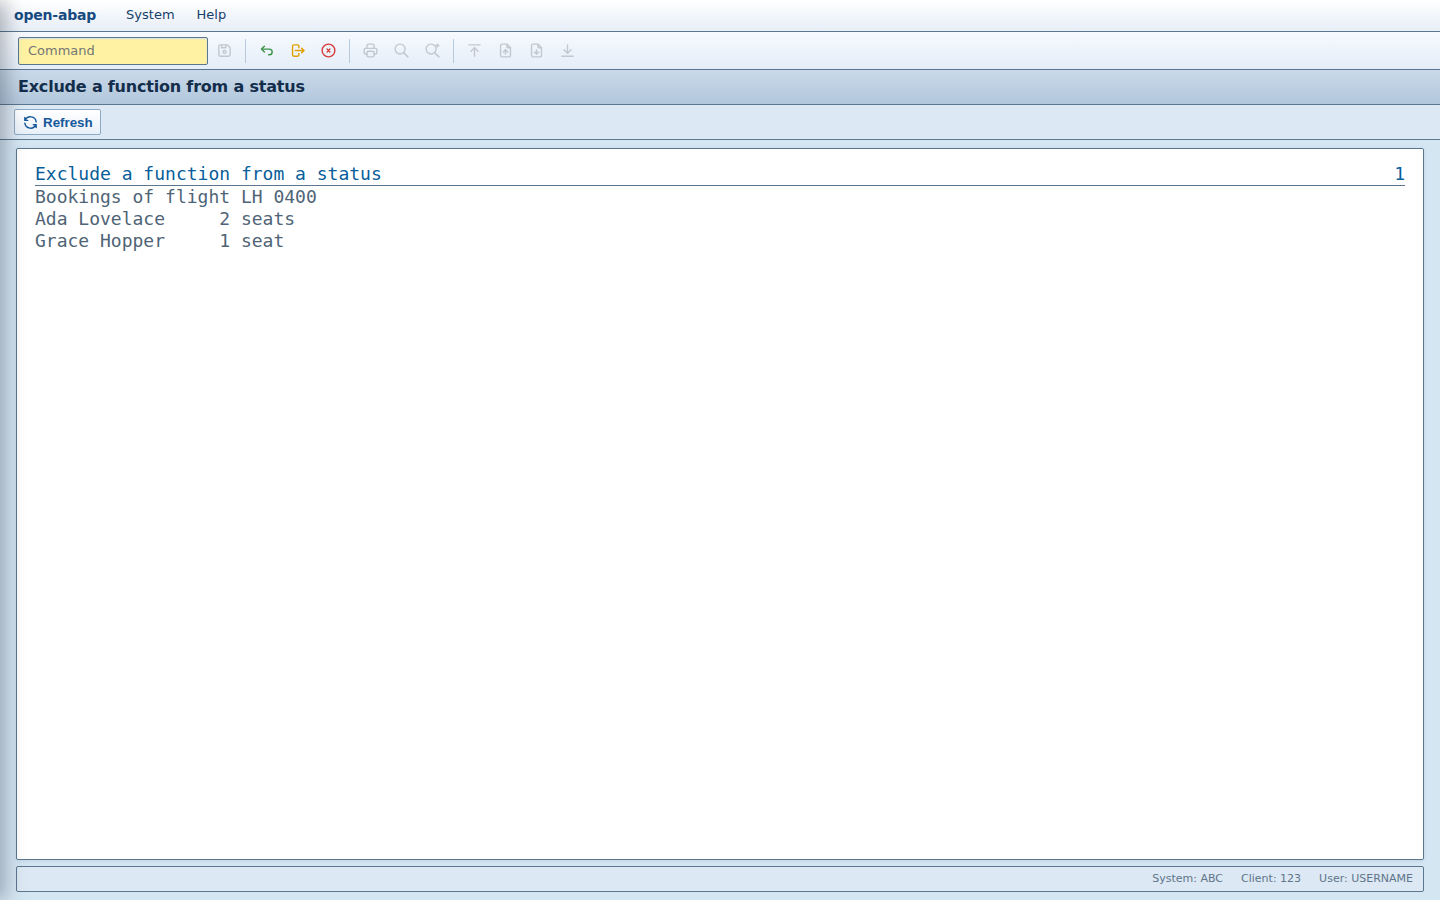 open-abap System Help
Command
Exclude a function from a status
Refresh
Exclude a function from a status 1
Bookings of flight LH 0400
Ada Lovelace 2 seats
Grace Hopper 1 seat
System: ABC Client: 123 User: USERNAME